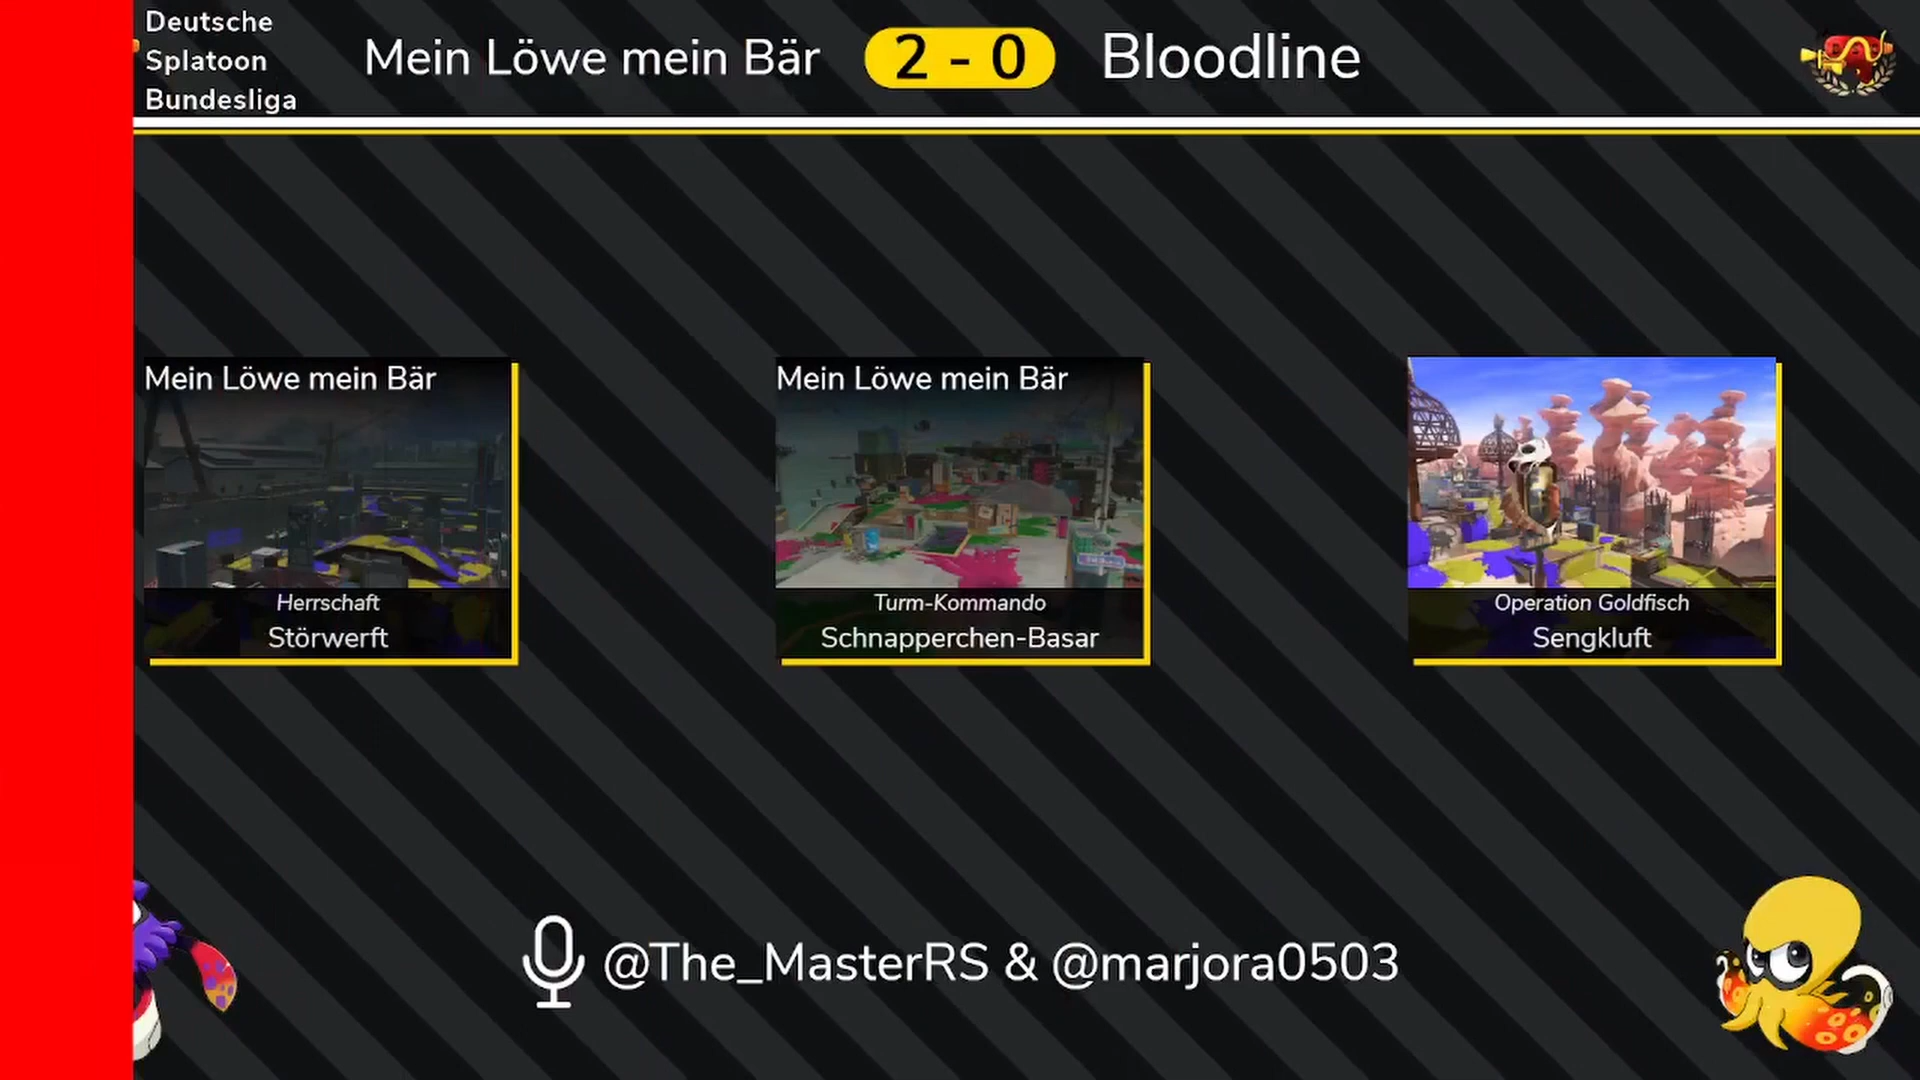 Deutsche
Splatoon
Bundesliga
Mein Löwe mein Bär 2 - 0 Bloodline
Mein Löwe mein Bär
Herrschaft
Störwerft
Mein Löwe mein Bär
Turm-Kommando
Schnapperchen-Basar
Operation Goldfisch
Sengkluft
@The_MasterRS & @marjora0503